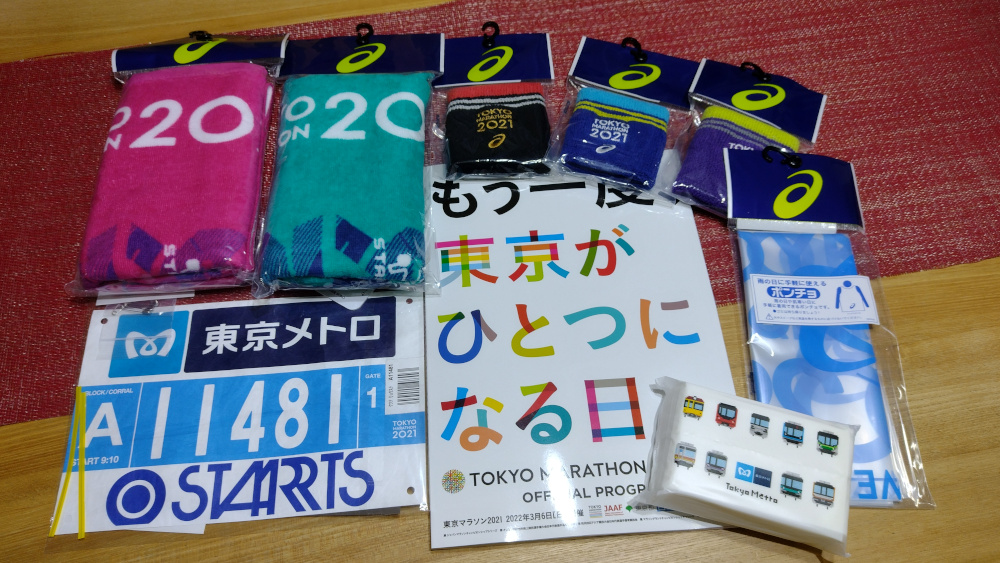 2020
TOKYO
MARATHON
2021
TOKYO
MARATHON
2021
もう一度、
東京が
ひとつに
なる日
TOKYO MARATHON
東京マラソン2021 2022年3月6日
JAAF
雨の日に手軽に使える
ポンチョ
東京メトロ
BLOCK/CORRAL
A
START 9:10
11481
GATE
1
A11481
TOKYO
MARATHON
2021
STARTS
Tokyo Metro